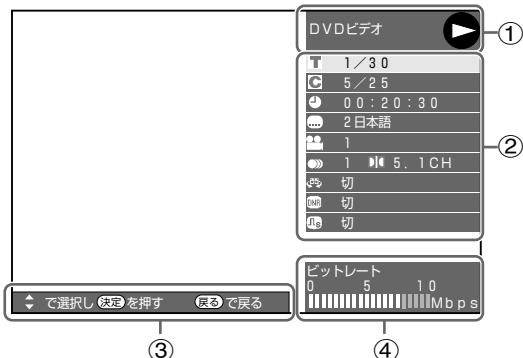 DVDビデオ
①
T 1／30
C 5／25
00：20：30
.... 2日本語
1
1 5．1CH
切
DNR 切
切
②
ビットレート
0 5 10
Mbps
で選択し 決定 を押す 戻る で戻る
③ ④